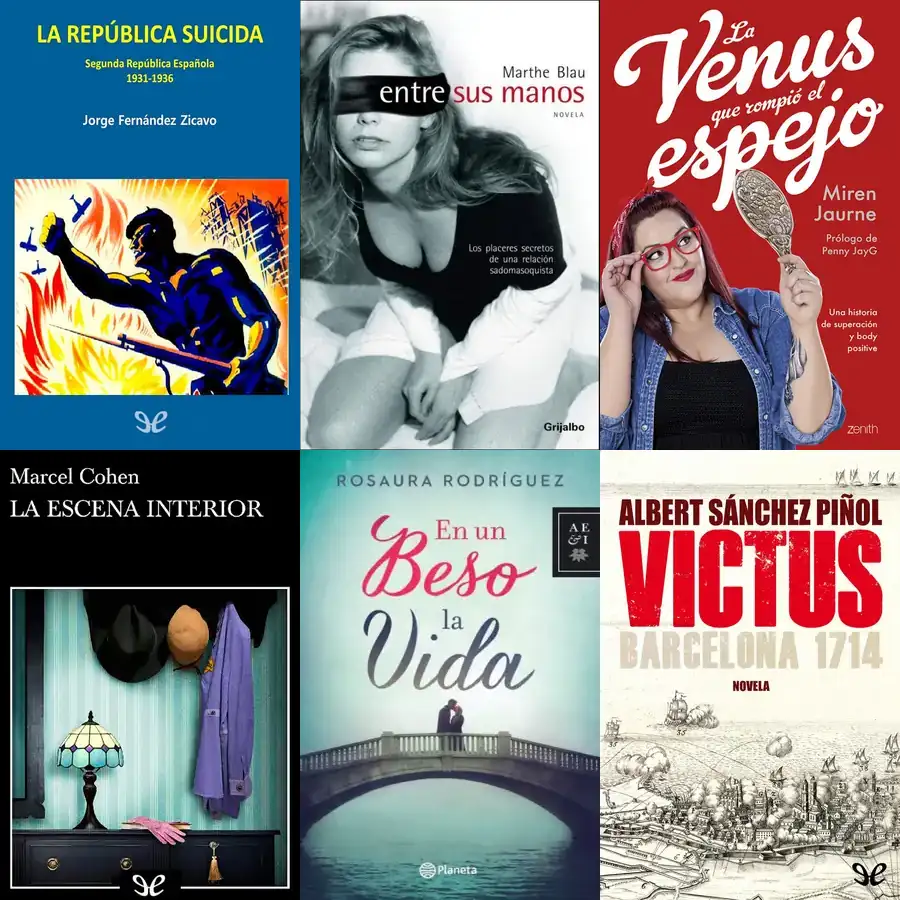 LA REPÚBLICA SUICIDA
Segunda República Española
1931-1936
Jorge Fernández Zicavo
Marthe Blau
entre sus manos
NOVELA
Los placeres secretos
de una relación
sadomasoquista
Grijalbo
La
Venus
que rompió el
espejo
Miren
Jaurne
Prólogo de
Penny JayG
Una historia
de superación
y body
positive
zenith
Marcel Cohen
LA ESCENA INTERIOR
ROSAURA RODRÍGUEZ
AE
&I
En un
Beso
la
Vida
Planeta
ALBERT SÁNCHEZ PIÑOL
VICTUS
BARCELONA 1714
NOVELA